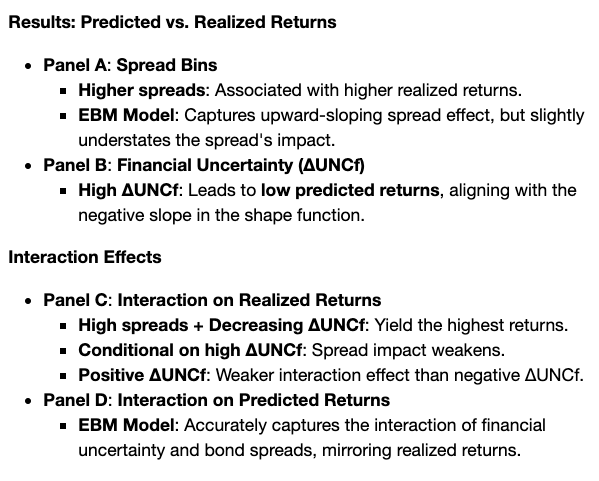 Results: Predicted vs. Realized Returns
• Panel A: Spread Bins
▪ Higher spreads: Associated with higher realized returns.
▪ EBM Model: Captures upward-sloping spread effect, but slightly
understates the spread's impact.
• Panel B: Financial Uncertainty (ΔUNCf)
▪ High ΔUNCf: Leads to low predicted returns, aligning with the
negative slope in the shape function.
Interaction Effects
• Panel C: Interaction on Realized Returns
▪ High spreads + Decreasing ΔUNCf: Yield the highest returns.
▪ Conditional on high ΔUNCf: Spread impact weakens.
▪ Positive ΔUNCf: Weaker interaction effect than negative ΔUNCf.
• Panel D: Interaction on Predicted Returns
▪ EBM Model: Accurately captures the interaction of financial
uncertainty and bond spreads, mirroring realized returns.